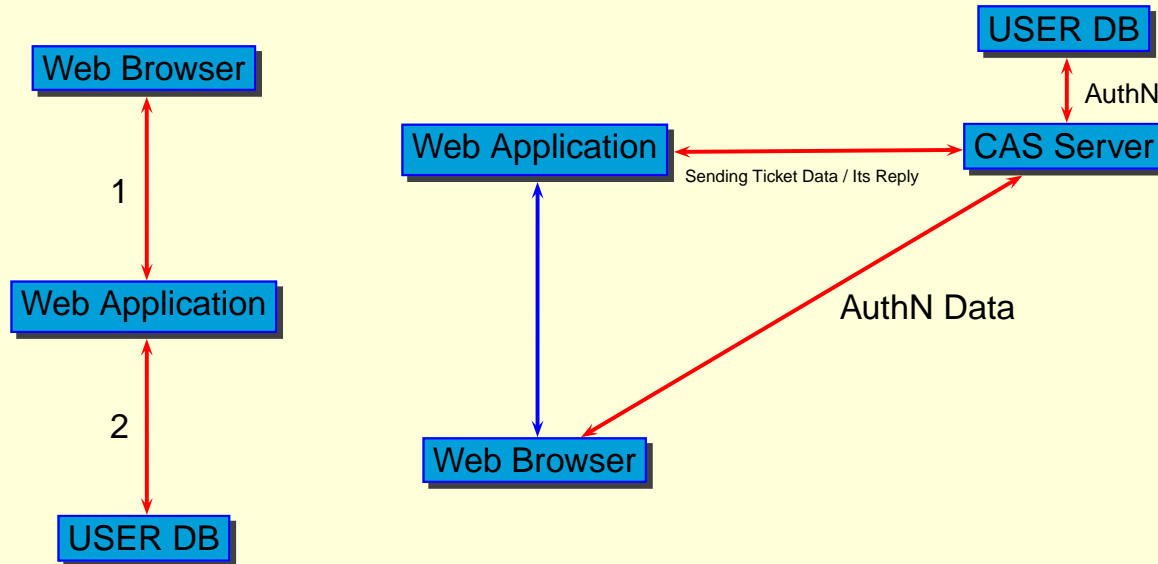 Web Browser
1
Web Application
2
USER DB
USER DB
AuthN
Web Application
CAS Server
Sending Ticket Data / Its Reply
AuthN Data
Web Browser